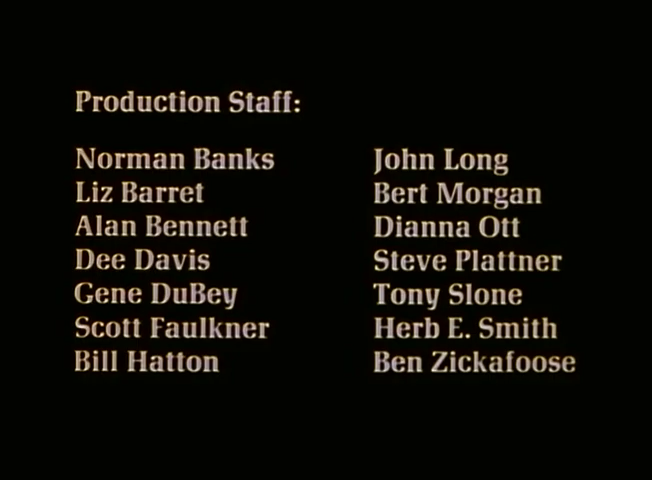 Production Staff:
Norman Banks
Liz Barret
Alan Bennett
Dee Davis
Gene DuBey
Scott Faulkner
Bill Hatton
John Long
Bert Morgan
Dianna Ott
Steve Plattner
Tony Slone
Herb E. Smith
Ben Zickafoose